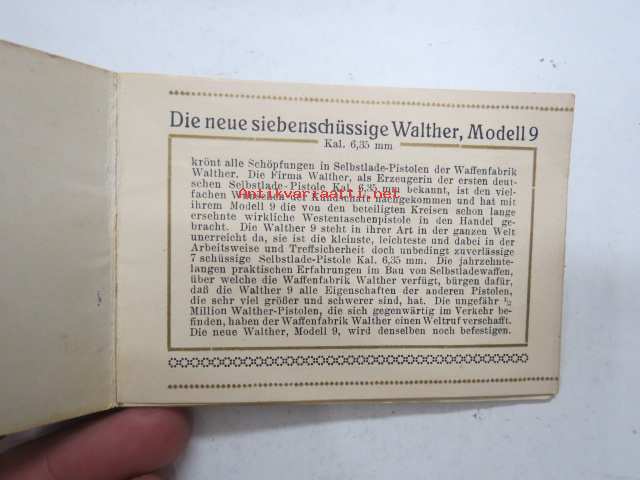 Die neue siebenschüssige Walther, Modell 9
Kal. 6,35 mm
krönt alle Schöpfungen in Selbstlade-Pistolen der Waffenfabrik
Walther. Die Firma Walther, als Erzeugerin der ersten deut-
schen Selbstlade-Pistole Kal. 6,35 mm bekannt, ist den viel-
fachen Wünschen der Kundschaft nachgekommen und hat mit
ihrem Modell 9 die von den beteiligten Kreisen schon lange
ersehnte wirkliche Westentaschenpistole in den Handel ge-
bracht. Die Walther 9 steht in ihrer Art in der ganzen Welt
unerreicht da, sie ist die kleinste, leichteste und dabei in der
Arbeitsweise und Treffsicherheit doch unbedingt zuverlässige
7 schüssige Selbstlade-Pistole Kal. 6,35 mm. Die jahrzehnte-
langen praktischen Erfahrungen im Bau von Selbstladewaffen,
über welche die Waffenfabrik Walther verfügt, bürgen dafür,
daß die Walther 9 alle Eigenschaften der anderen Pistolen,
die sehr viel größer und schwerer sind, hat. Die ungefähr ½
Million Walther-Pistolen, die sich gegenwärtig im Verkehr be-
finden, haben der Waffenfabrik Walther einen Weltruf verschafft.
Die neue Walther, Modell 9, wird denselben noch befestigen.
Antikvariaatti.net